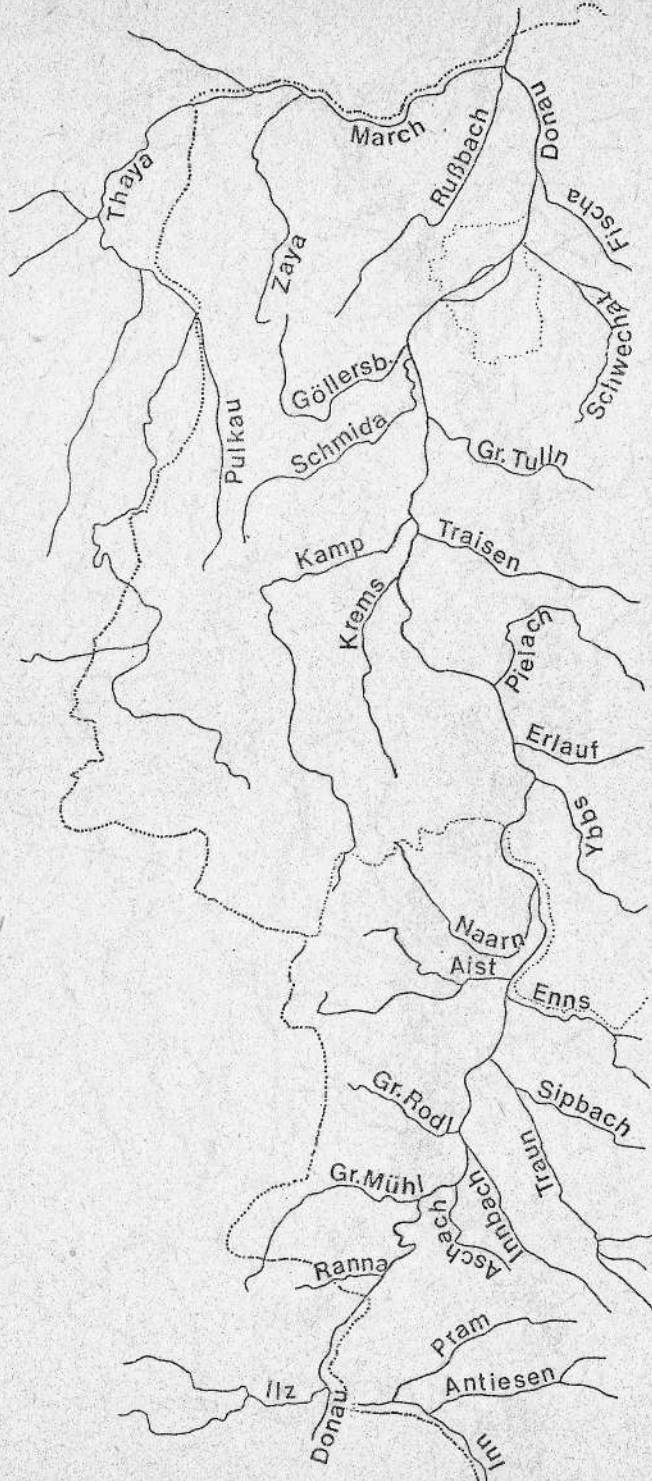 Donau
March
Rußbach
Thaya
Fischa
Zaya
Schwechat
Göllersb.
Schmida
Pulkau
Gr. Tulln
Kamp
Traisen
Krems
Pielach
Erlauf
Ybbs
Naarn
Aist
Enns
Gr. Rodl
Sipbach
Traun
Gr. Mühl
Innbach
Aschach
Ranna
Pram
Ilz
Antiesen
Donau
Inn